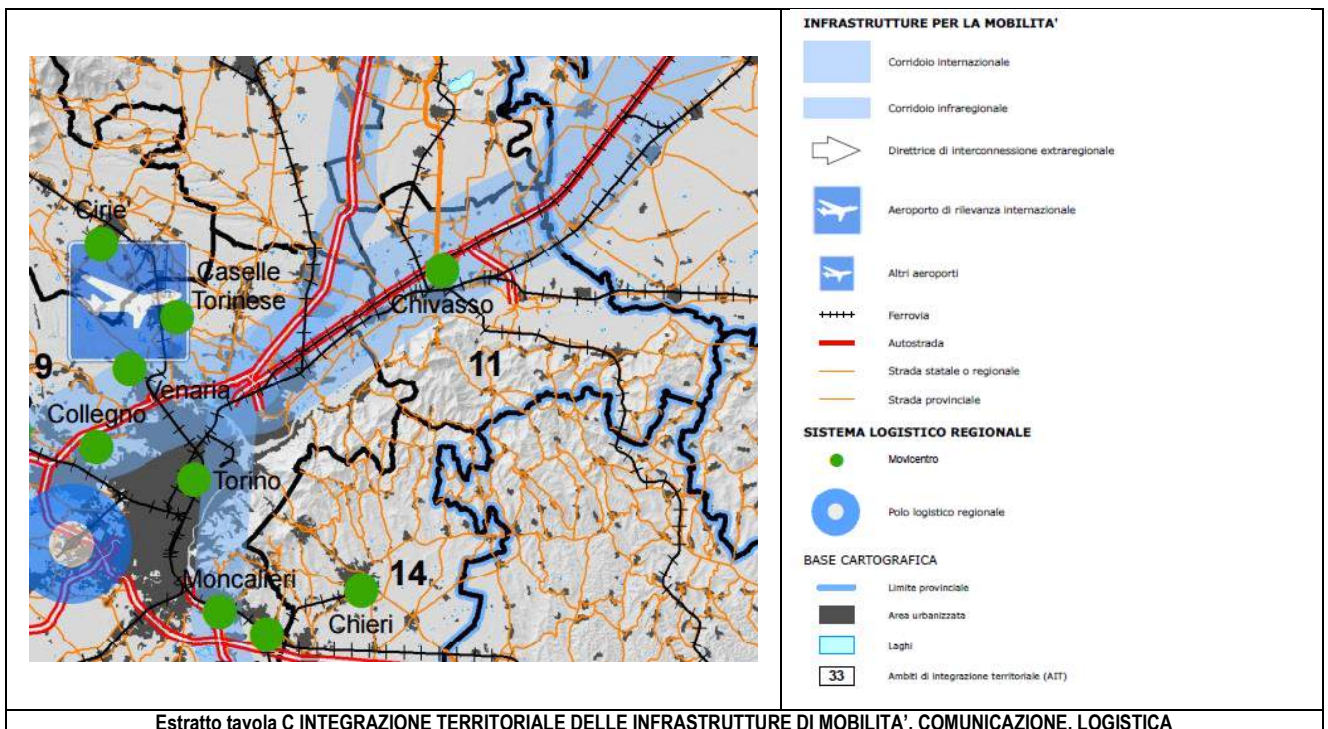 Cirie'
Caselle
Torinese
Chivasso
9
11
Venaria
Collegno
Torino
Moncalieri
14
Chieri
INFRASTRUTTURE PER LA MOBILITA'
Corridoio internazionale
Corridoio infraregionale
Direttrice di interconnessione extraregionale
Aeroporto di rilevanza internazionale
Altri aeroporti
Ferrovia
Autostrada
Strada statale o regionale
Strada provinciale
SISTEMA LOGISTICO REGIONALE
Movicentro
Polo logistico regionale
BASE CARTOGRAFICA
Limite provinciale
Area urbanizzata
Laghi
33 Ambiti di integrazione territoriale (AIT)
Estratto tavola C INTEGRAZIONE TERRITORIALE DELLE INFRASTRUTTURE DI MOBILITA', COMUNICAZIONE, LOGISTICA